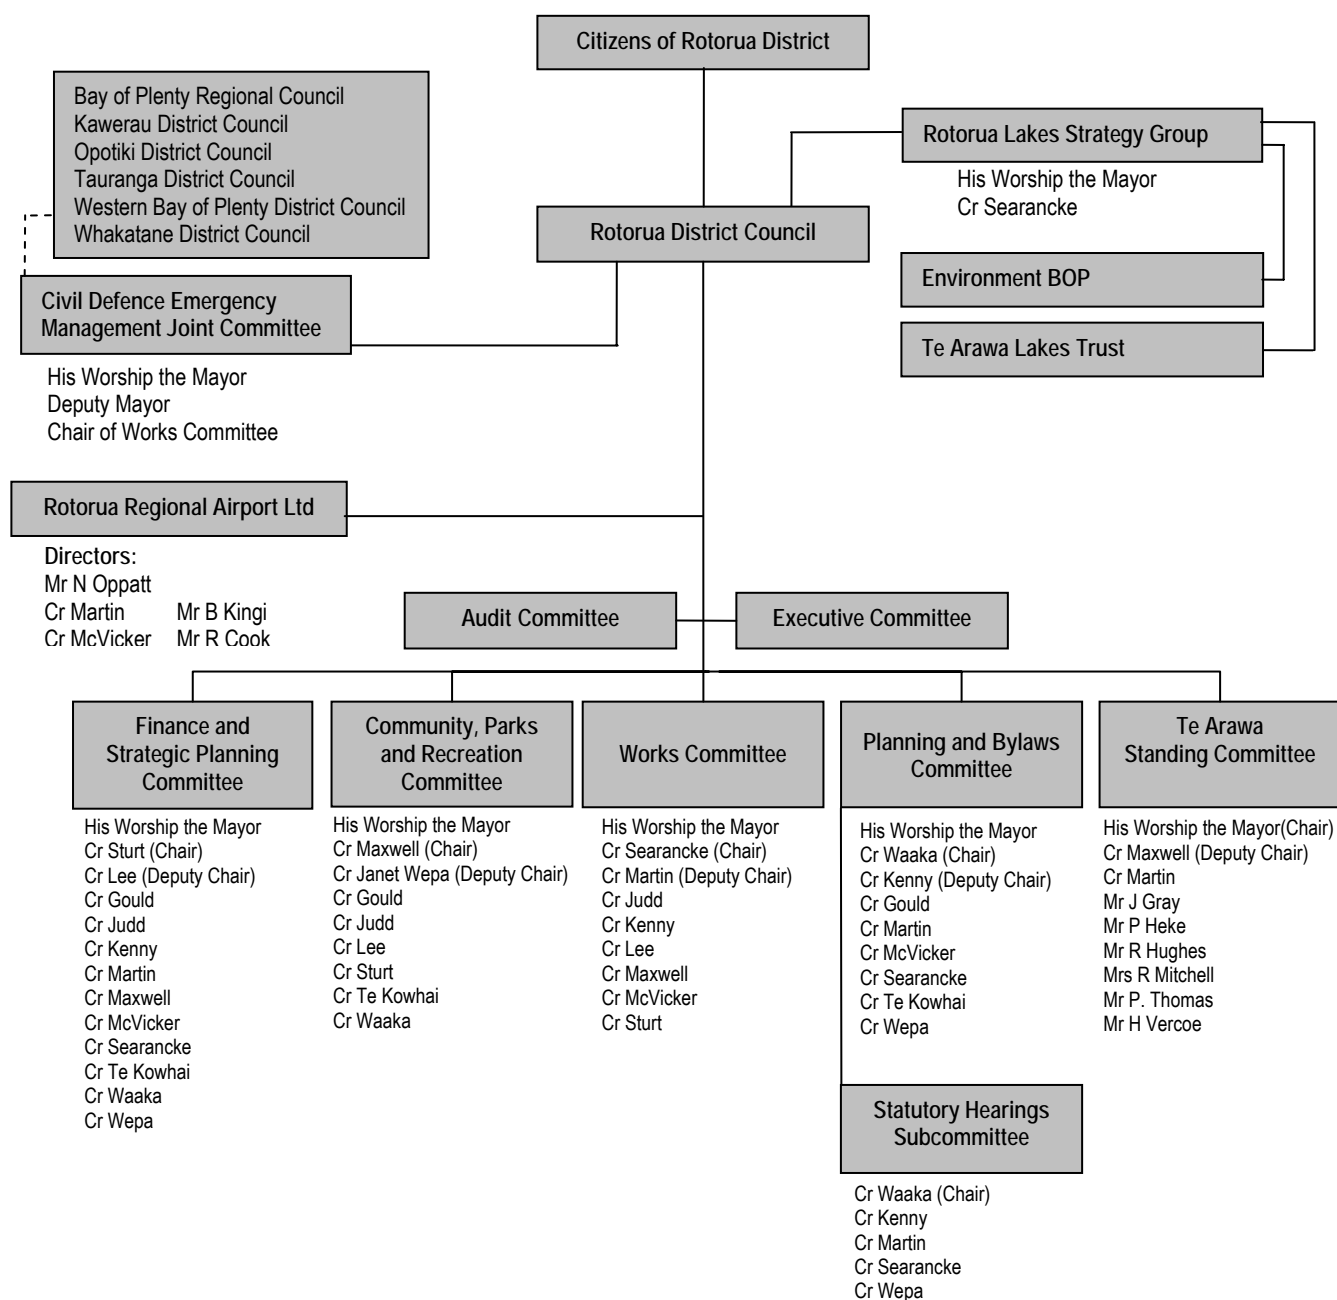 Citizens of Rotorua District
Bay of Plenty Regional Council
Kawerau District Council
Opotiki District Council
Tauranga District Council
Western Bay of Plenty District Council
Whakatane District Council
Rotorua Lakes Strategy Group
His Worship the Mayor
Cr Searancke
Rotorua District Council
Environment BOP
Te Arawa Lakes Trust
Civil Defence Emergency
Management Joint Committee
His Worship the Mayor
Deputy Mayor
Chair of Works Committee
Rotorua Regional Airport Ltd
Directors:
Mr N Oppatt
Cr Martin Mr B Kingi
Cr McVicker Mr R Cook
Audit Committee
Executive Committee
Finance and
Strategic Planning
Committee
His Worship the Mayor
Cr Sturt (Chair)
Cr Lee (Deputy Chair)
Cr Gould
Cr Judd
Cr Kenny
Cr Martin
Cr Maxwell
Cr McVicker
Cr Searancke
Cr Te Kowhai
Cr Waaka
Cr Wepa
Community, Parks
and Recreation
Committee
His Worship the Mayor
Cr Maxwell (Chair)
Cr Janet Wepa (Deputy Chair)
Cr Gould
Cr Judd
Cr Lee
Cr Sturt
Cr Te Kowhai
Cr Waaka
Works Committee
His Worship the Mayor
Cr Searancke (Chair)
Cr Martin (Deputy Chair)
Cr Judd
Cr Kenny
Cr Lee
Cr Maxwell
Cr McVicker
Cr Sturt
Planning and Bylaws
Committee
His Worship the Mayor
Cr Waaka (Chair)
Cr Kenny (Deputy Chair)
Cr Gould
Cr Martin
Cr McVicker
Cr Searancke
Cr Te Kowhai
Cr Wepa
Statutory Hearings
Subcommittee
Cr Waaka (Chair)
Cr Kenny
Cr Martin
Cr Searancke
Cr Wepa
Te Arawa
Standing Committee
His Worship the Mayor(Chair)
Cr Maxwell (Deputy Chair)
Cr Martin
Mr J Gray
Mr P Heke
Mr R Hughes
Mrs R Mitchell
Mr P. Thomas
Mr H Vercoe